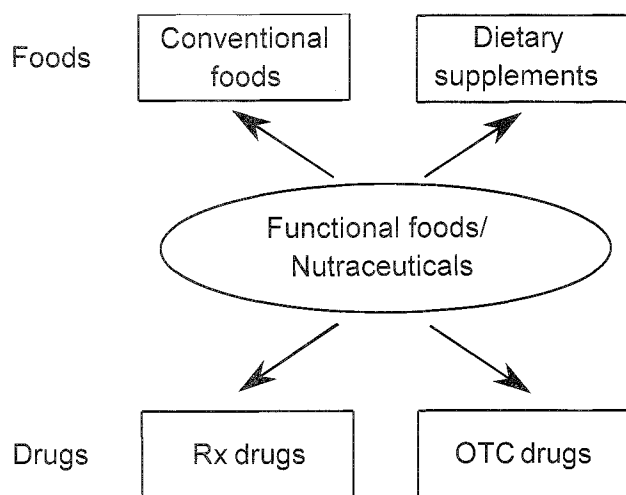 Foods
Conventional
foods
Dietary
supplements
Functional foods/
Nutraceuticals
Drugs
Rx drugs
OTC drugs